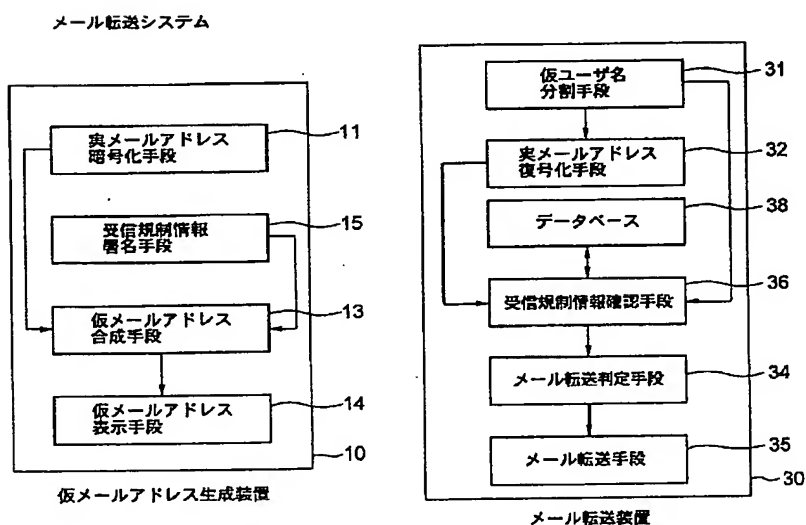 メール転送システム
実メールアドレス
暗号化手段
11
受信規制情報
署名手段
15
仮メールアドレス
合成手段
13
仮メールアドレス
表示手段
14
10
仮メールアドレス生成装置
仮ユーザ名
分割手段
31
実メールアドレス
復号化手段
32
データベース
38
受信規制情報確認手段
36
メール転送判定手段
34
メール転送手段
35
30
メール転送装置